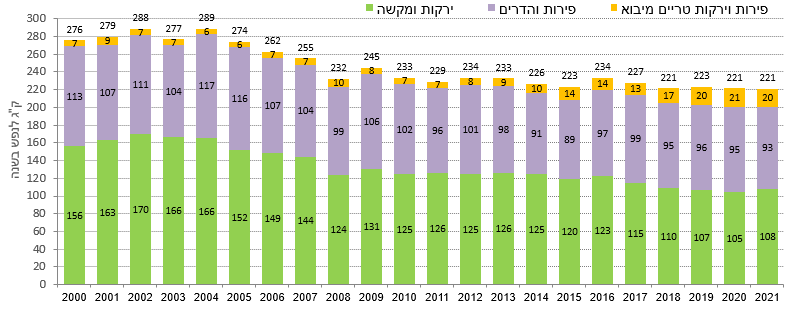 פירות וירקות טריים מיבוא פירות והדרים ירקות ומקשה
ק"ג לנפש בשנה
300
280
260
240
220
200
180
160
140
120
100
80
60
40
20
0
276 279 288 277 289 274 262 255 232 245 233 229 234 233 226 223 234 227 221 223 221 221
7 9 7 7 6 6 7 7 10 8 7 7 8 9 10 14 14 13 17 20 21 20
113 107 111 104 117 116 107 104 99 106 102 96 101 98 91 89 97 99 95 96 95 93
156 163 170 166 166 152 149 144 124 131 125 126 125 126 125 120 123 115 110 107 105 108
2000 2001 2002 2003 2004 2005 2006 2007 2008 2009 2010 2011 2012 2013 2014 2015 2016 2017 2018 2019 2020 2021